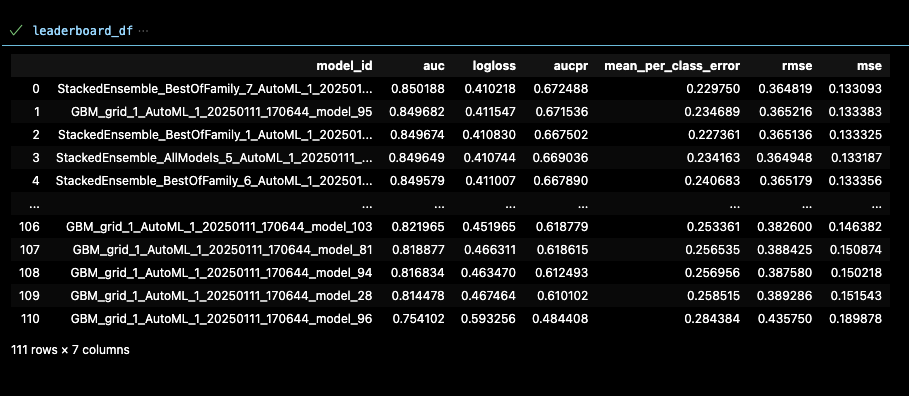 leaderboard_df ...
model_id auc logloss aucpr mean_per_class_error rmse mse
0 StackedEnsemble_BestOfFamily_7_AutoML_1_202501... 0.850188 0.410218 0.672488 0.229750 0.364819 0.133093
1 GBM_grid_1_AutoML_1_20250111_170644_model_95 0.849682 0.411547 0.671536 0.234689 0.365216 0.133383
2 StackedEnsemble_BestOfFamily_1_AutoML_1_202501... 0.849674 0.410830 0.667502 0.227361 0.365136 0.133325
3 StackedEnsemble_AllModels_5_AutoML_1_20250111_... 0.849649 0.410744 0.669036 0.234163 0.364948 0.133187
4 StackedEnsemble_BestOfFamily_6_AutoML_1_202501... 0.849579 0.411007 0.667890 0.240683 0.365179 0.133356
... ... ... ... ... ... ... ...
106 GBM_grid_1_AutoML_1_20250111_170644_model_103 0.821965 0.451965 0.618779 0.253361 0.382600 0.146382
107 GBM_grid_1_AutoML_1_20250111_170644_model_81 0.818877 0.466311 0.618615 0.256535 0.388425 0.150874
108 GBM_grid_1_AutoML_1_20250111_170644_model_94 0.816834 0.463470 0.612493 0.256956 0.387580 0.150218
109 GBM_grid_1_AutoML_1_20250111_170644_model_28 0.814478 0.467464 0.610102 0.258515 0.389286 0.151543
110 GBM_grid_1_AutoML_1_20250111_170644_model_96 0.754102 0.593256 0.484408 0.284384 0.435750 0.189878
111 rows × 7 columns